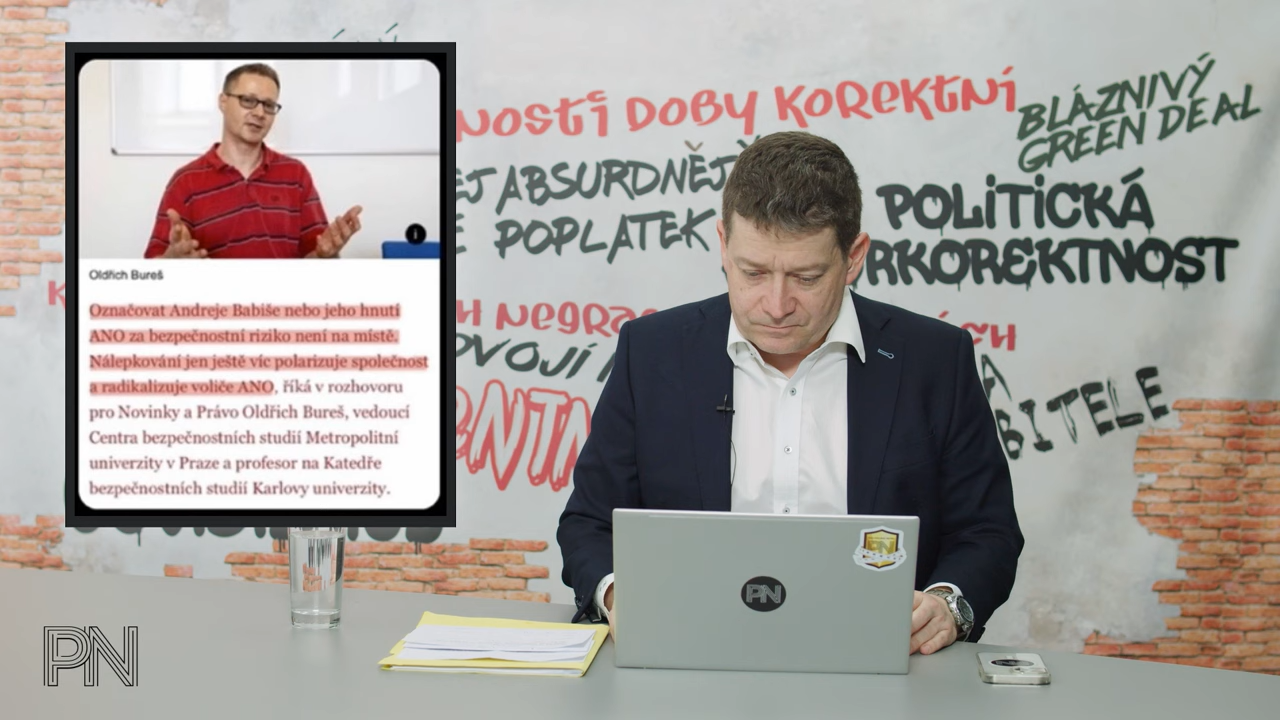 Oldřich Bureš
Označovat Andreje Babiše nebo jeho hnutí
ANO za bezpečnostní riziko není na místě.
Nálepkování jen ještě víc polarizuje společnost
a radikalizuje voliče ANO, říká v rozhovoru
pro Novinky a Právo Oldřich Bureš, vedoucí
Centra bezpečnostních studií Metropolitní
univerzity v Praze a profesor na Katedře
bezpečnostních studií Karlovy univerzity.
DOBY KOREKTNÍ
ABSURDNĚJ
POPLATEK
BLÁZNIVÝ
GREEN DEAL
POLITICKÁ
RKOREKTNOST
PN
PN